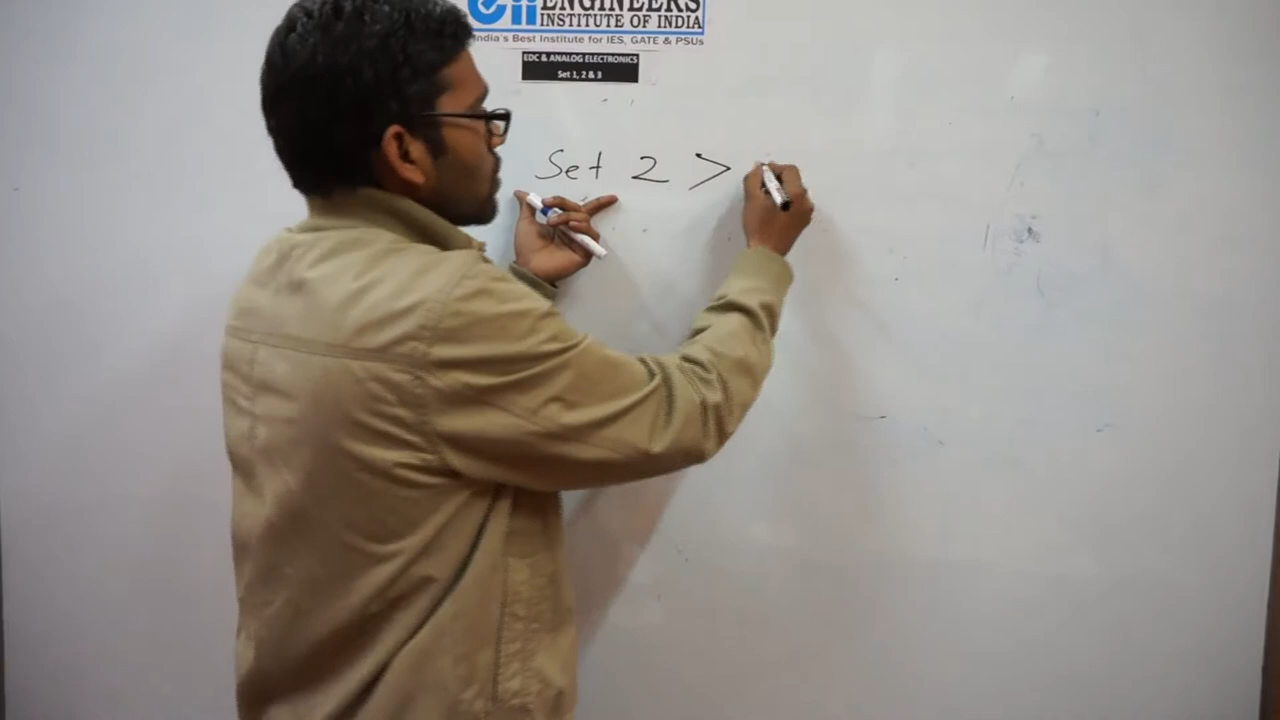 eii ENGINEERS
INSTITUTE OF INDIA
India's Best Institute for IES, GATE & PSUs
EDC & ANALOG ELECTRONICS
Set 1, 2 & 3
Set 2 >